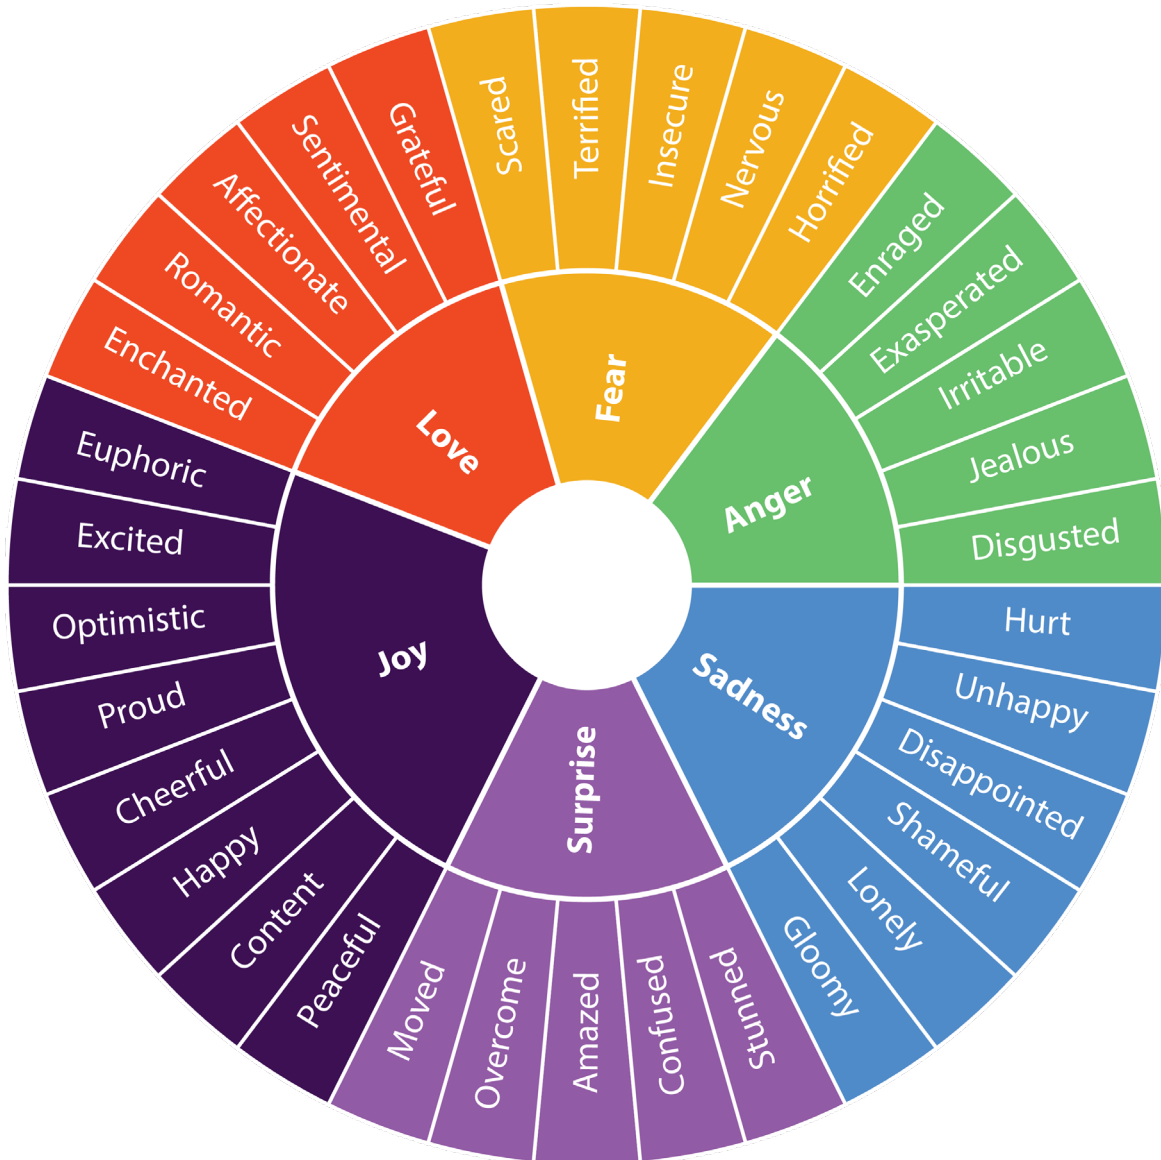 Fear
Scared
Terrified
Insecure
Nervous
Horrified
Anger
Enraged
Exasperated
Irritable
Jealous
Disgusted
Sadness
Hurt
Unhappy
Disappointed
Shameful
Lonely
Gloomy
Surprise
Stunned
Confused
Amazed
Overcome
Moved
Joy
Peaceful
Content
Happy
Cheerful
Proud
Optimistic
Excited
Euphoric
Love
Enchanted
Romantic
Affectionate
Sentimental
Grateful